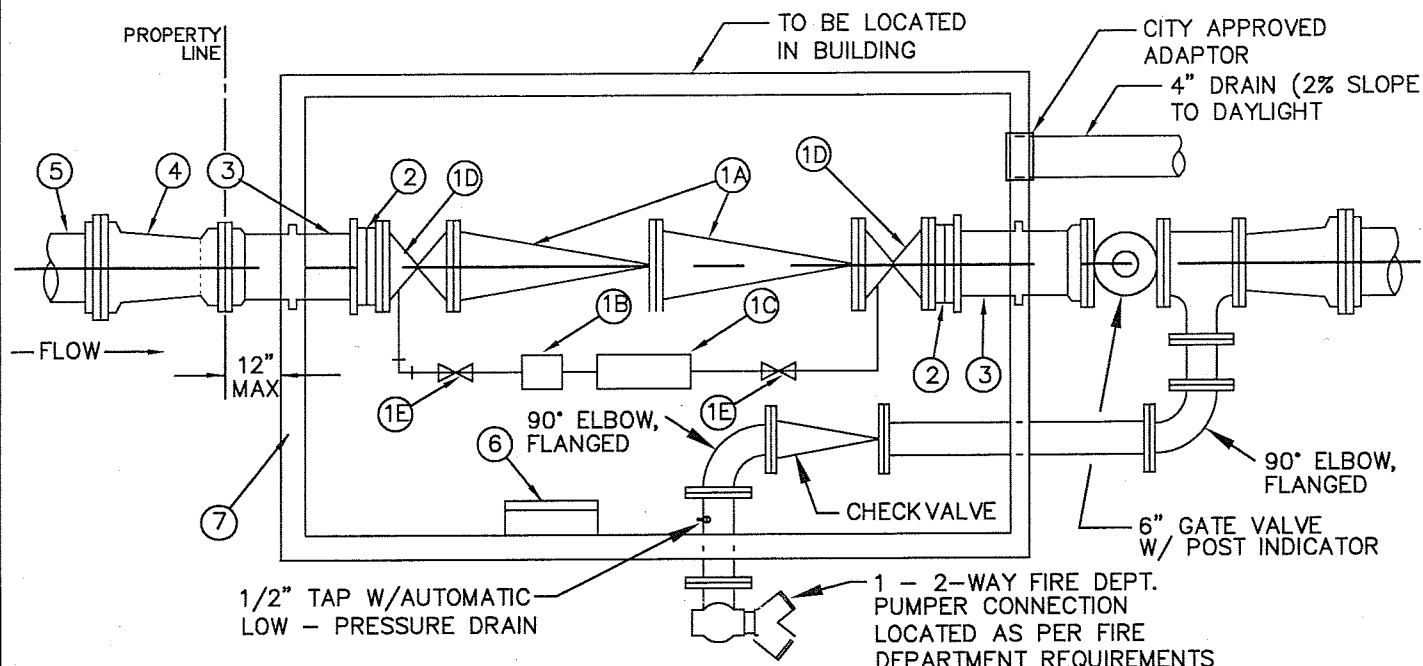 PROPERTY
LINE
TO BE LOCATED
IN BUILDING
CITY APPROVED
ADAPTOR
4" DRAIN (2% SLOPE
TO DAYLIGHT
5
4
3
2
1D
1A
1D
FLOW
12"
MAX
1B
1C
1E
1E
2
3
90° ELBOW,
FLANGED
6
7
CHECKVALVE
90° ELBOW,
FLANGED
6" GATE VALVE
W/ POST INDICATOR
1/2" TAP W/AUTOMATIC
LOW - PRESSURE DRAIN
1 - 2-WAY FIRE DEPT.
PUMPER CONNECTION
LOCATED AS PER FIRE
DEPARTMENT REQUIREMENTS